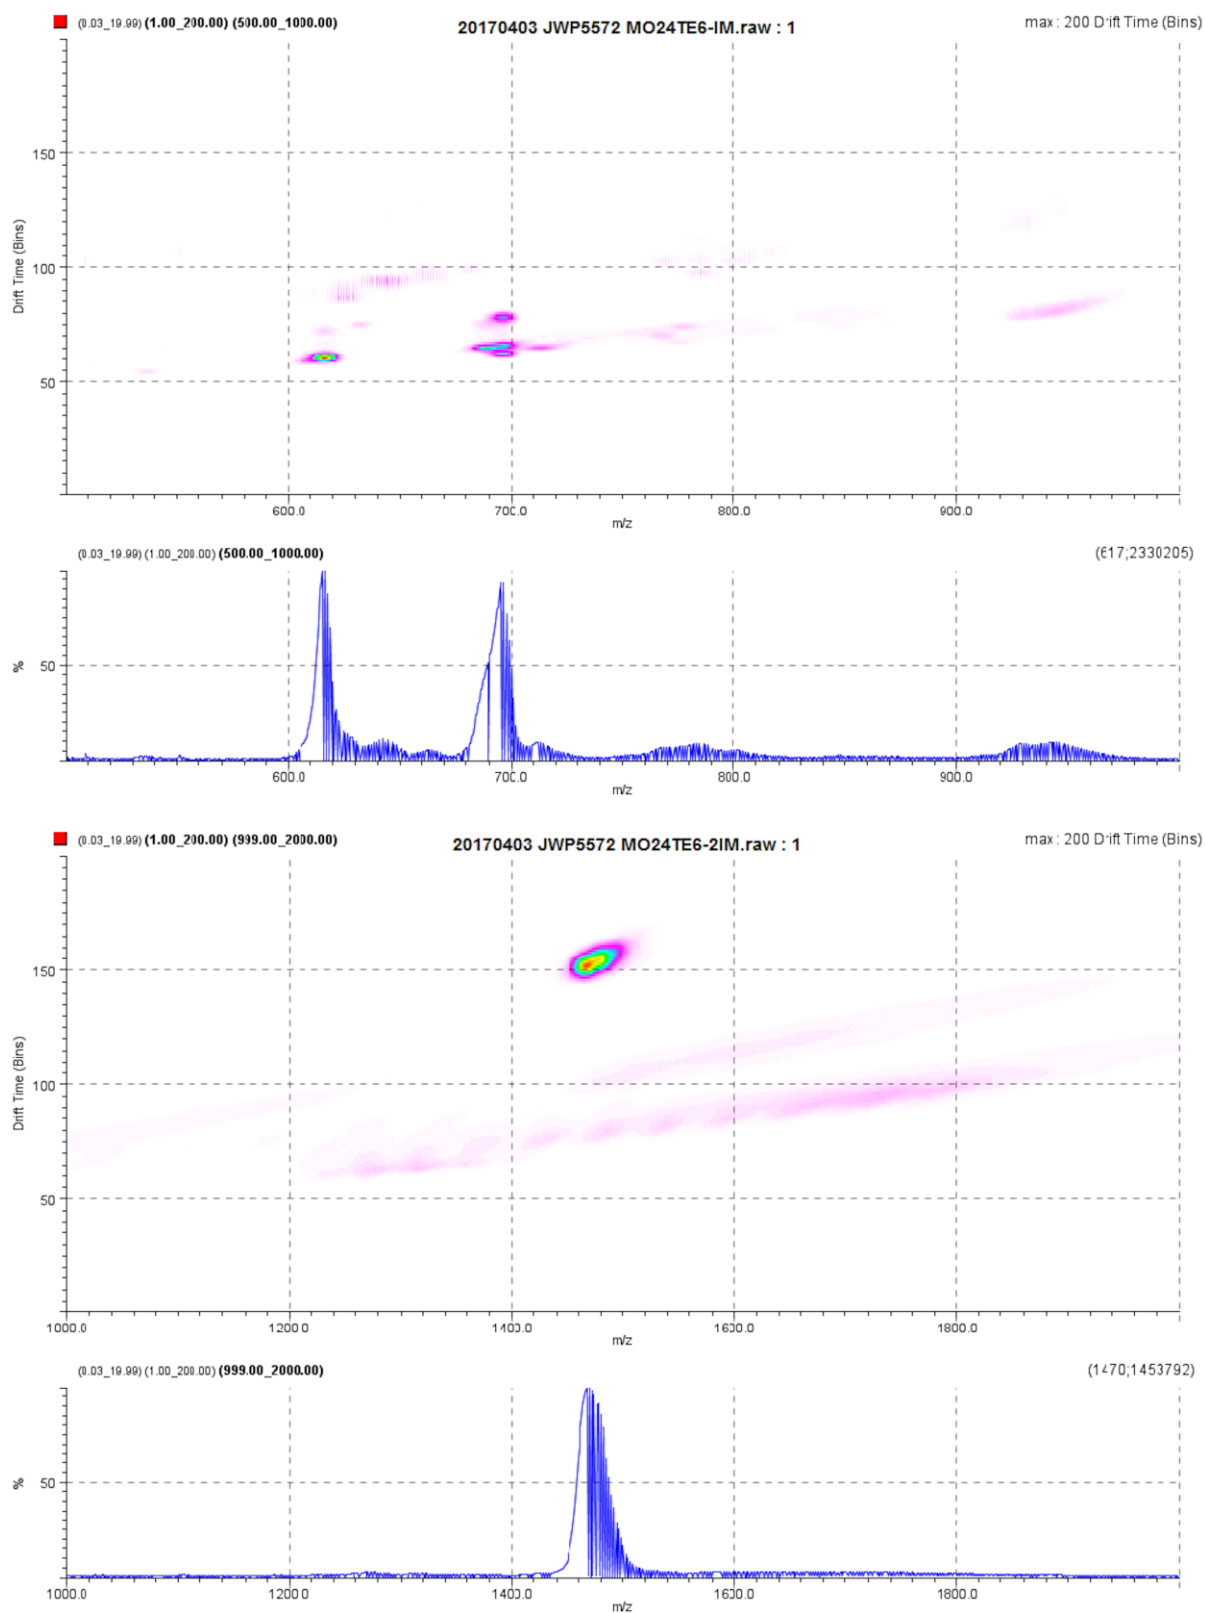 (0.03_19.99) (1.00_200.00) (500.00_1000.00)
20170403 JWP5572 MO24TE6-IM.raw : 1
max : 200 Drift Time (Bins)
150
100
50
Drift Time (Bins)
600.0
700.0
800.0
900.0
m/z
(0.03_19.99) (1.00_200.00) (500.00_1000.00)
(617;2330205)
50
%
600.0
700.0
800.0
900.0
m/z
(0.03_19.99) (1.00_200.00) (999.00_2000.00)
20170403 JWP5572 MO24TE6-2IM.raw : 1
max : 200 Drift Time (Bins)
150
100
50
Drift Time (Bins)
1000.0
1200.0
1400.0
1600.0
1800.0
m/z
(0.03_19.99) (1.00_200.00) (999.00_2000.00)
(1470;1453792)
50
%
1000.0
1200.0
1400.0
1600.0
1800.0
m/z